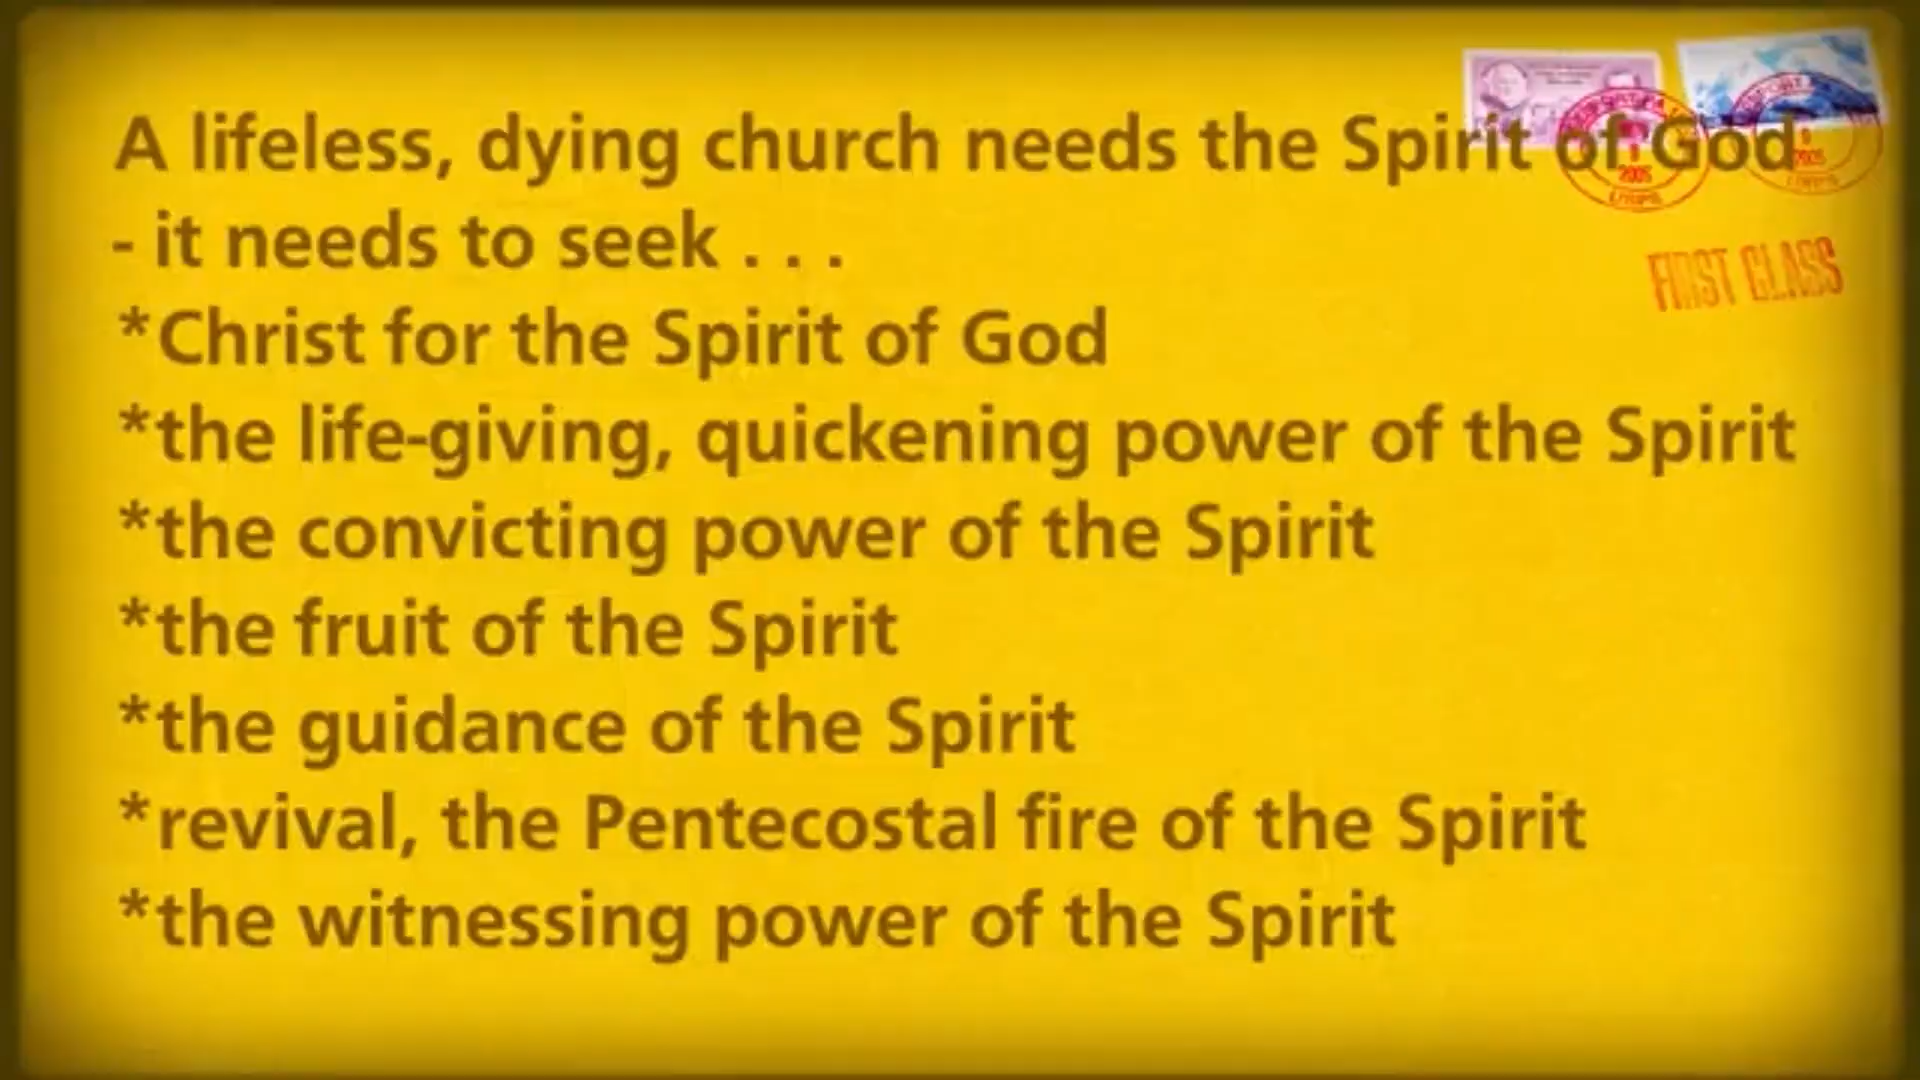 A lifeless, dying church needs the Spirit of God
- it needs to seek . . .
*Christ for the Spirit of God
*the life-giving, quickening power of the Spirit
*the convicting power of the Spirit
*the fruit of the Spirit
*the guidance of the Spirit
*revival, the Pentecostal fire of the Spirit
*the witnessing power of the Spirit
2005
2005
FIRST CLASS